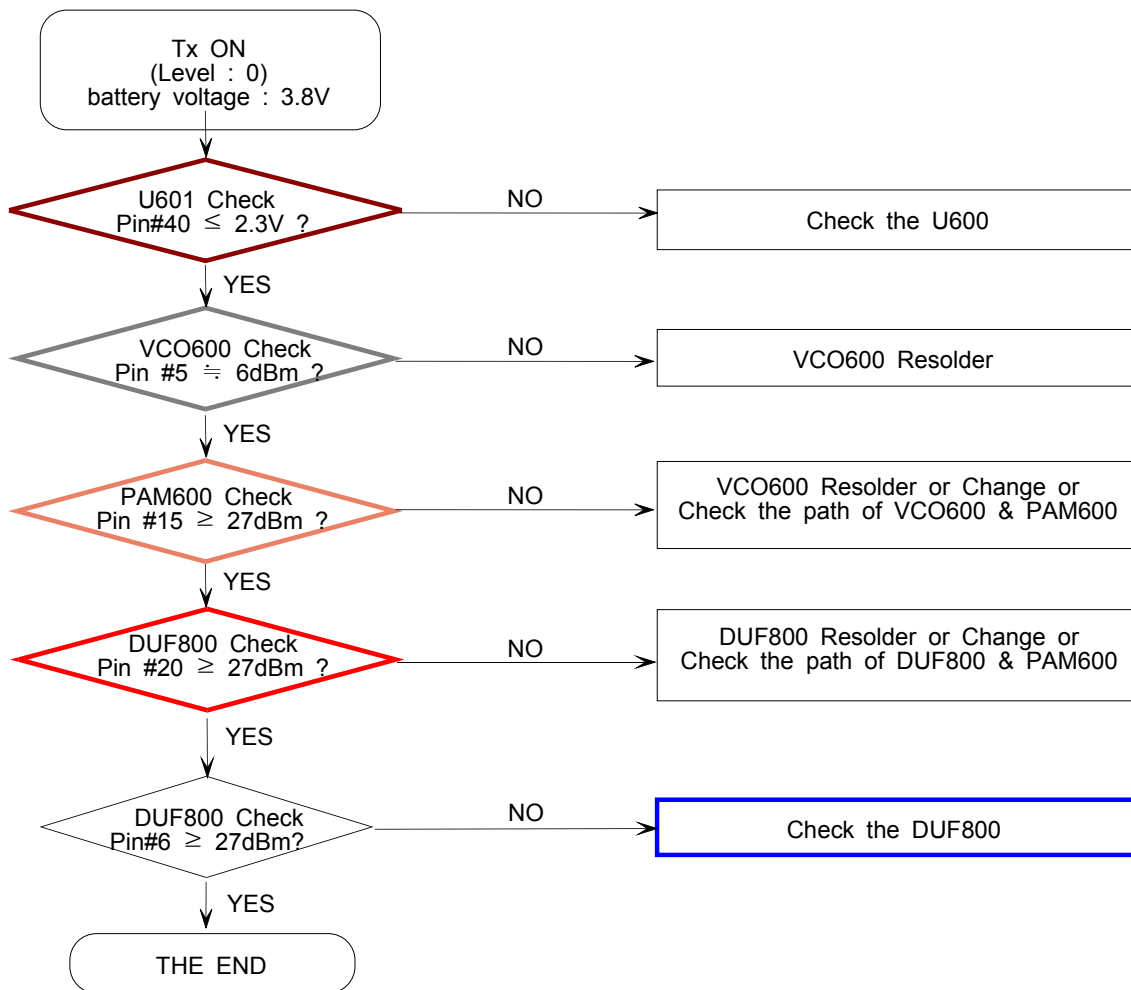 Tx ON
(Level : 0)
battery voltage : 3.8V
U601 Check
Pin#40 ≤ 2.3V ?
NO
Check the U600
YES
VCO600 Check
Pin #5 ≒ 6dBm ?
NO
VCO600 Resolder
YES
PAM600 Check
Pin #15 ≥ 27dBm ?
NO
VCO600 Resolder or Change or
Check the path of VCO600 & PAM600
YES
DUF800 Check
Pin #20 ≥ 27dBm ?
NO
DUF800 Resolder or Change or
Check the path of DUF800 & PAM600
YES
DUF800 Check
Pin#6 ≥ 27dBm?
NO
Check the DUF800
YES
THE END